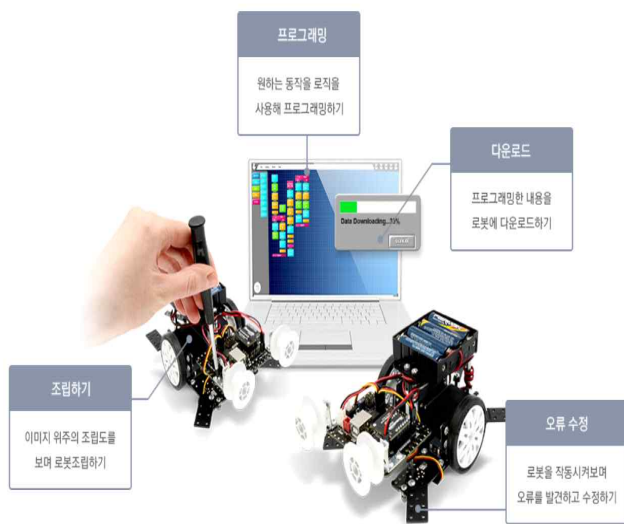 프로그래밍
원하는 동작을 로직을
사용해 프로그래밍하기
다운로드
프로그래밍한 내용을
로봇에 다운로드하기
Data Downloading...
조립하기
이미지 위주의 조립도를
보며 로봇조립하기
오류 수정
로봇을 작동시켜보며
오류를 발견하고 수정하기